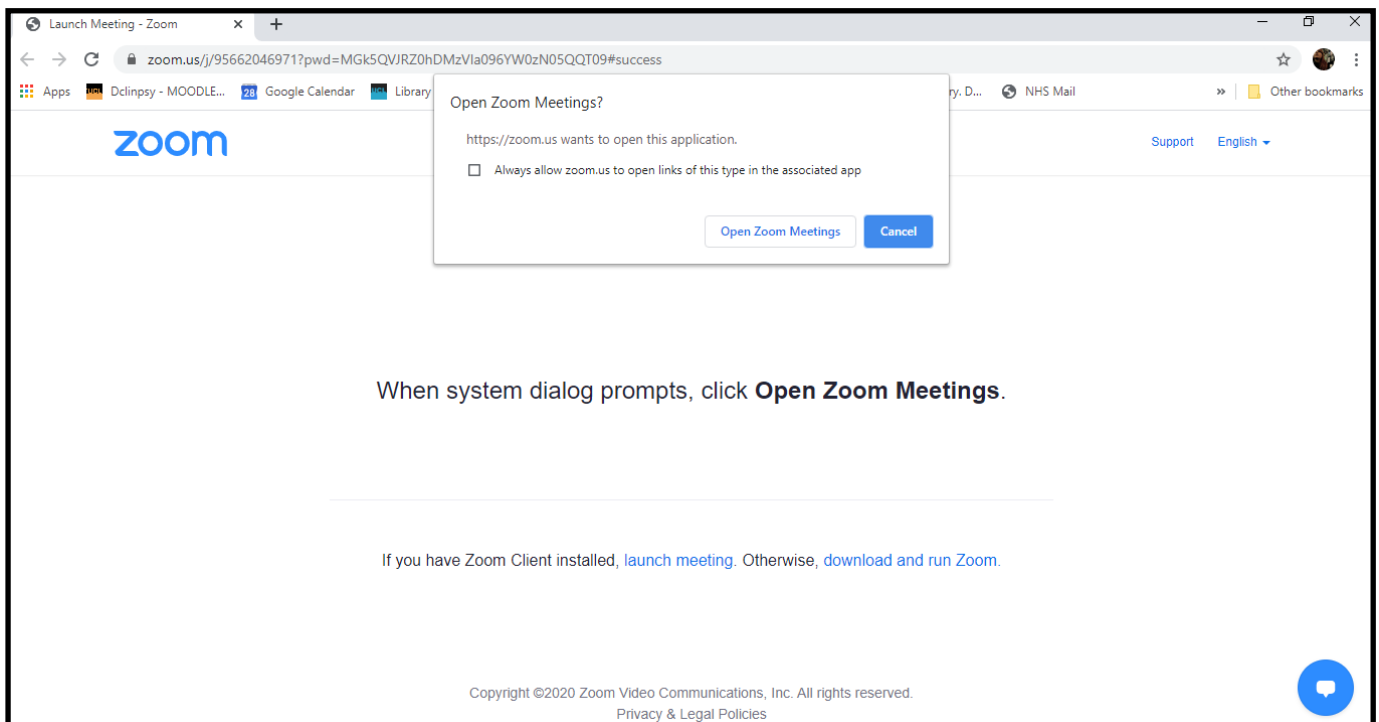 Launch Meeting - Zoom
zoom.us/j/95662046971?pwd=MGk5QVJRZ0hDMzVIa096YW0zN05QQT09#success
Apps Dclinpsy - MOODLE... 28 Google Calendar UCL Library ry. D... NHS Mail » Other bookmarks
Open Zoom Meetings?
https://zoom.us wants to open this application.
Always allow zoom.us to open links of this type in the associated app
Open Zoom Meetings Cancel
zoom Support English
When system dialog prompts, click Open Zoom Meetings.
If you have Zoom Client installed, launch meeting. Otherwise, download and run Zoom.
Copyright ©2020 Zoom Video Communications, Inc. All rights reserved.
Privacy & Legal Policies